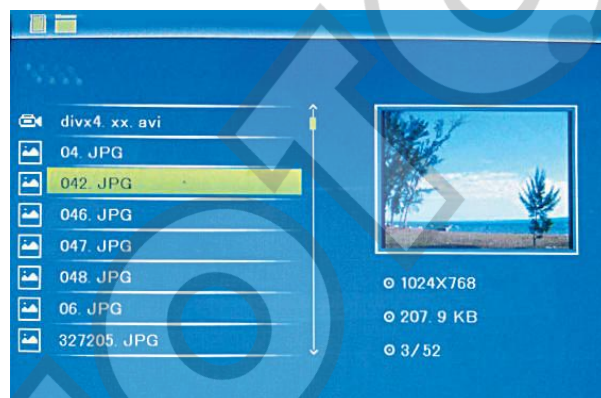 divx4. xx. avi
04. JPG
042. JPG
046. JPG
047. JPG
048. JPG
06. JPG
327205. JPG
1024X768
207. 9 KB
3/52